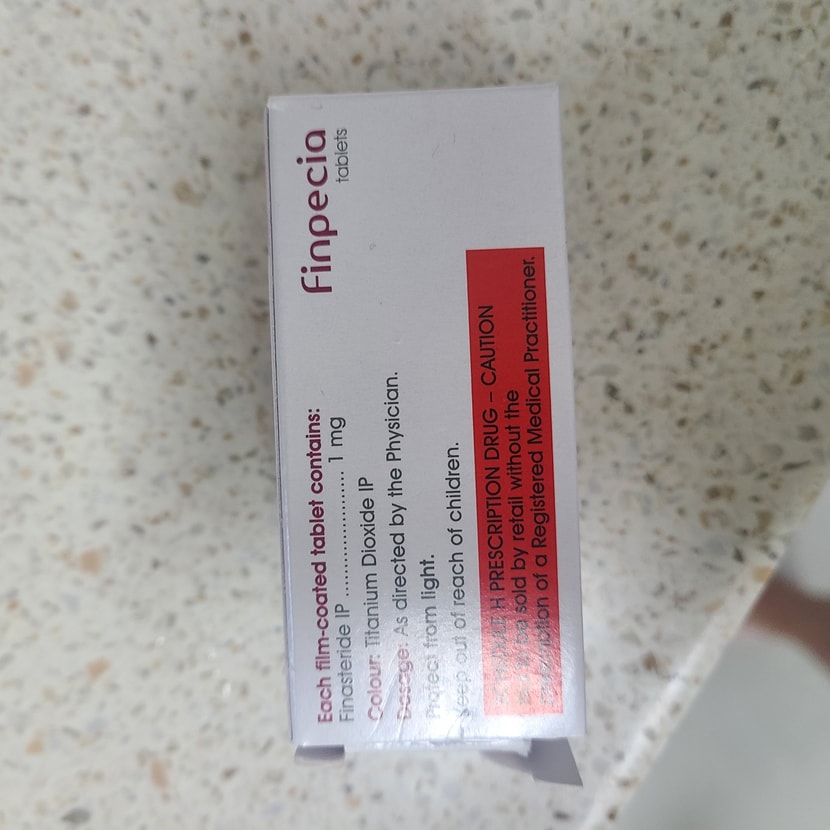 Finpecia
tablets
Each film-coated tablet contains:
Finasteride IP ..................... 1 mg
Colour: Titanium Dioxide IP
Dosage: As directed by the Physician.
Protect from light.
Keep out of reach of children.
H PRESCRIPTION DRUG – CAUTION
be sold by retail without the
of a Registered Medical Practitioner.